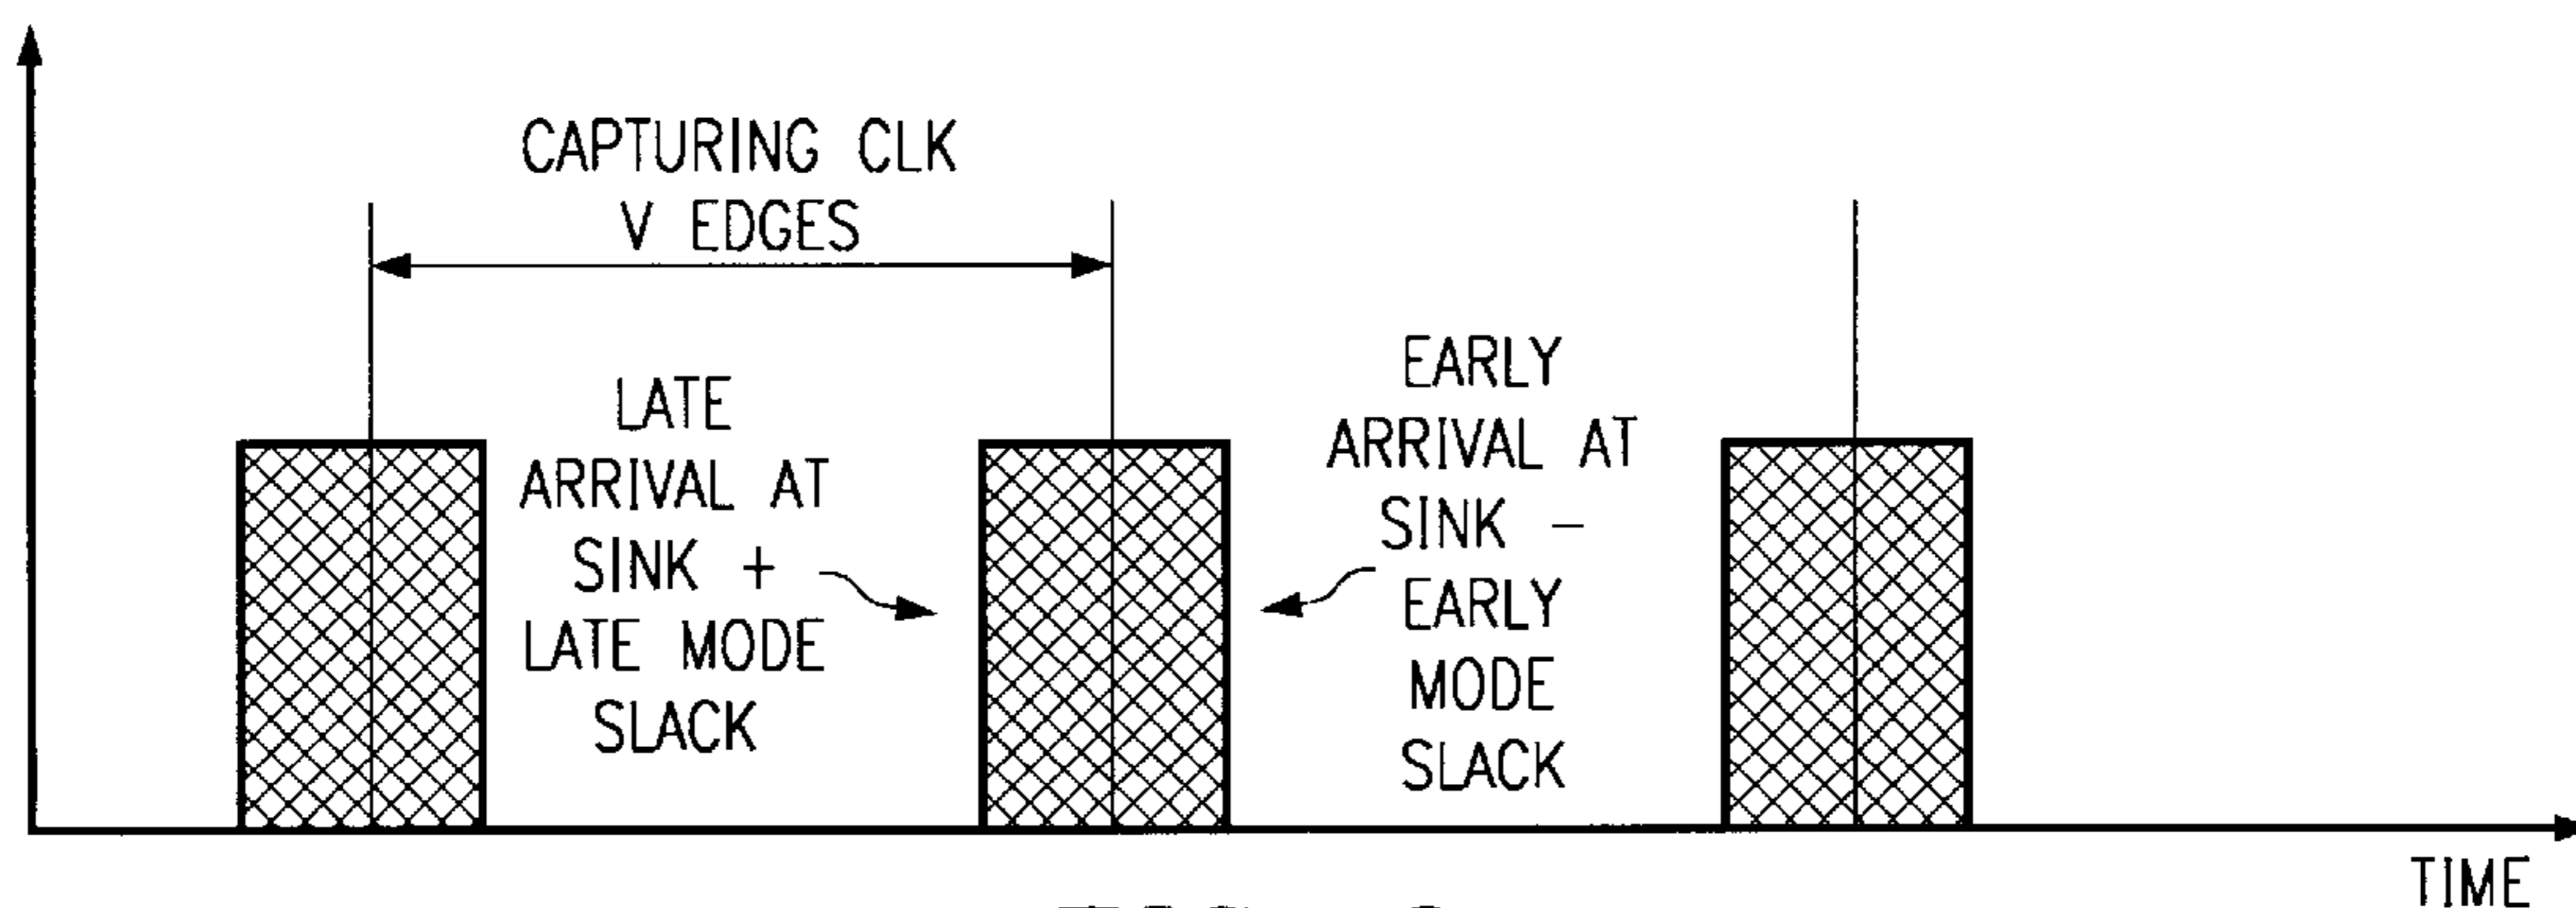 CAPTURING CLK
V EDGES
LATE
ARRIVAL AT
SINK +
LATE MODE
SLACK
EARLY
ARRIVAL AT
SINK –
EARLY
MODE
SLACK
TIME